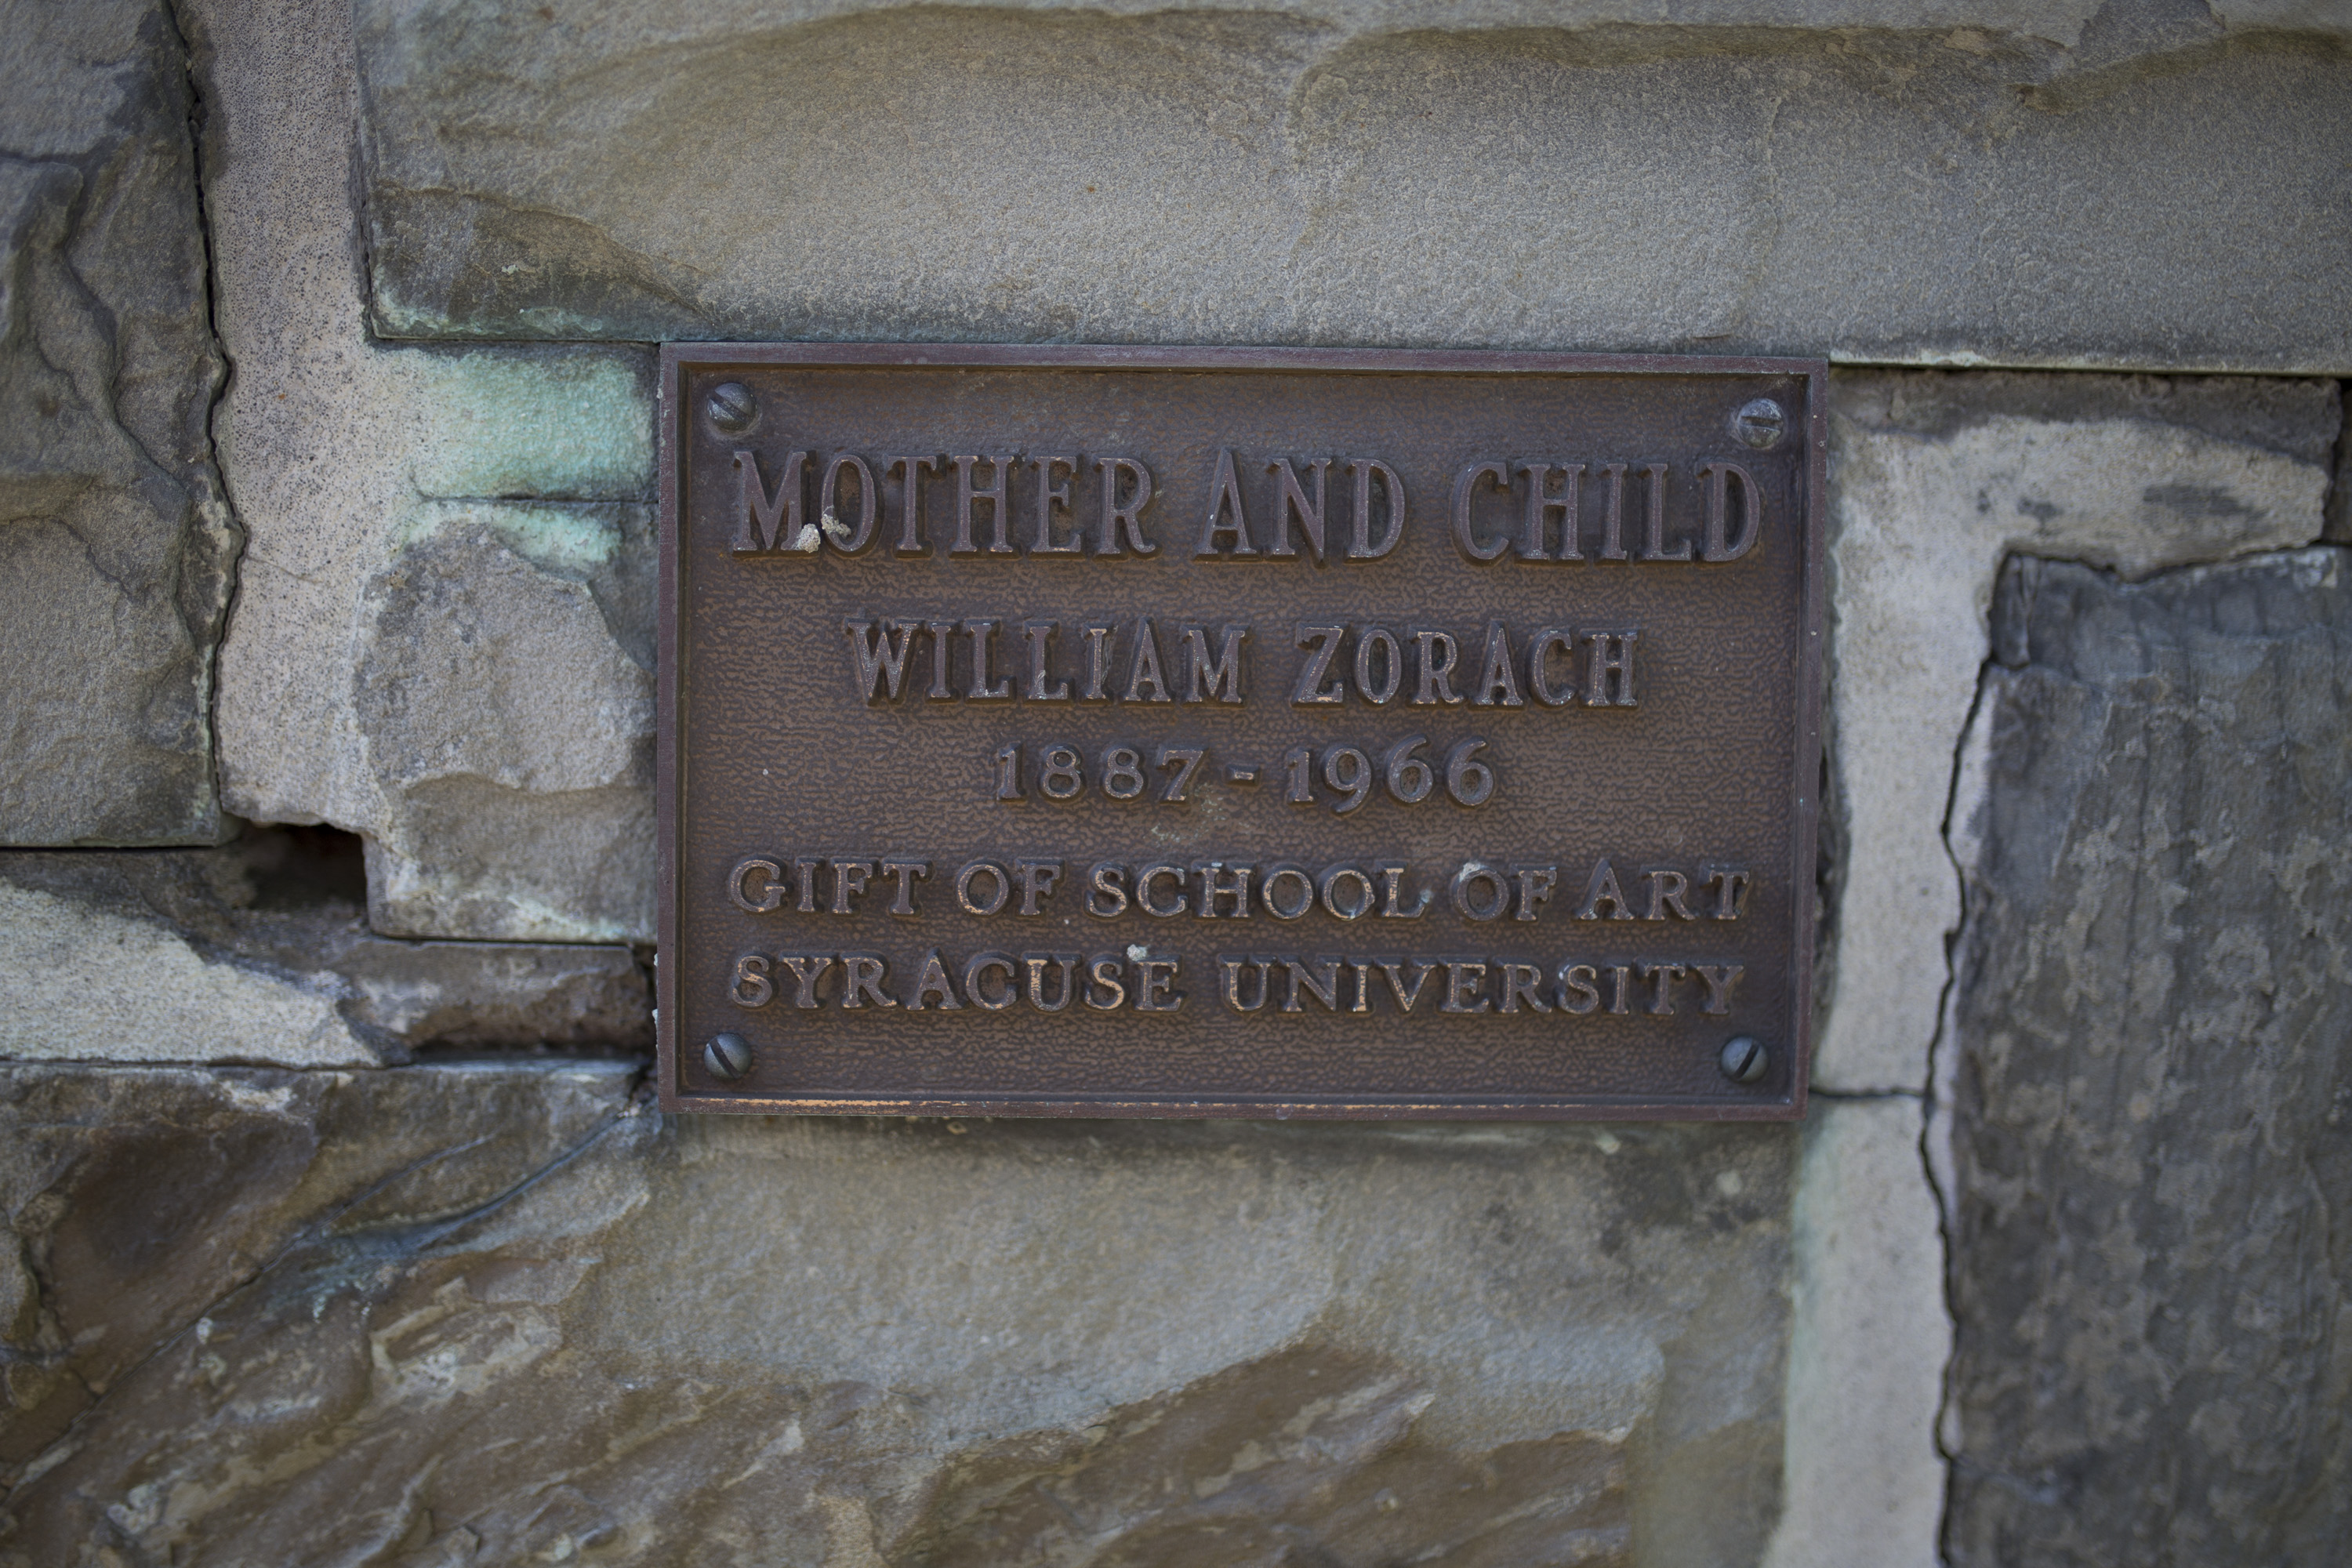 MOTHER AND CHILD
WILLIAM ZORACH
1887-1966
GIFT OF SCHOOL OF ART
SYRACUSE UNIVERSITY